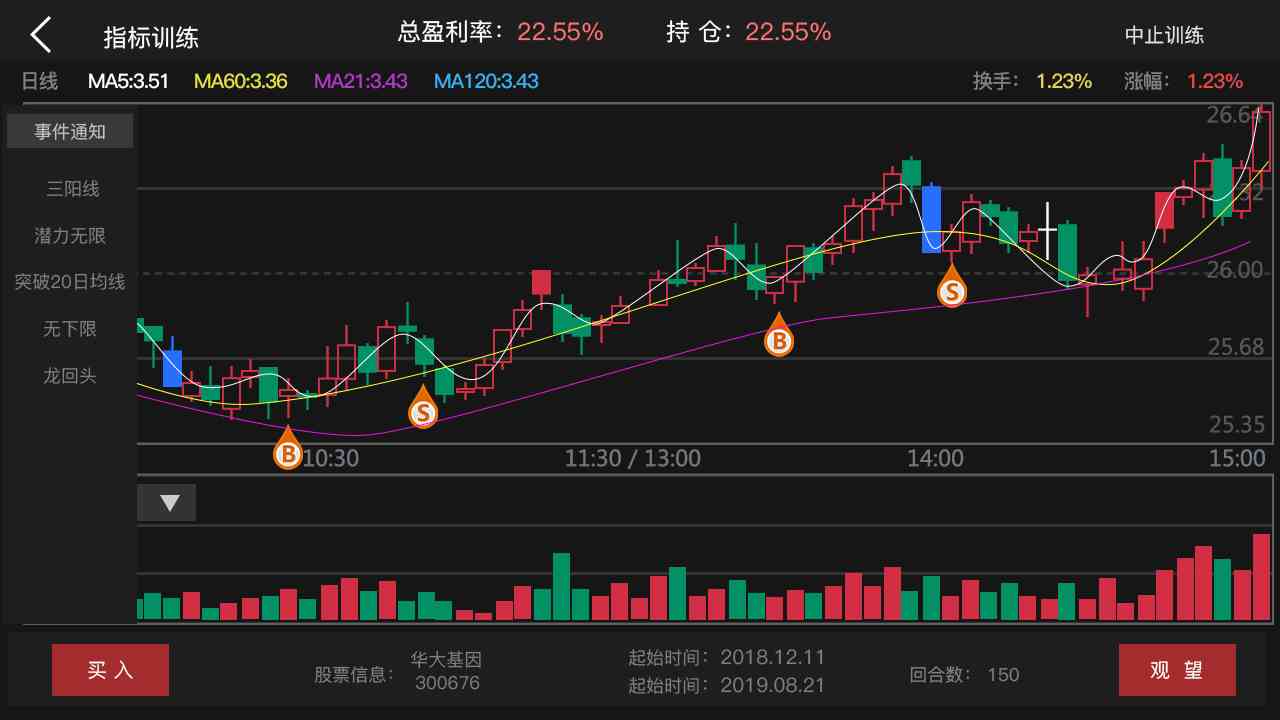 指标训练
总盈利率：22.55%
持 仓：22.55%
中止训练
日线 MA5:3.51 MA60:3.36 MA21:3.43 MA120:3.43
换手：1.23% 涨幅：1.23%
事件通知
三阳线
潜力无限
突破20日均线
无下限
龙回头
26.64
26.32
26.00
25.68
25.35
B
S
B
S
10:30 11:30 / 13:00 14:00 15:00
买 入
股票信息：
华大基因
300676
起始时间：2018.12.11
起始时间：2019.08.21
回合数：150
观 望